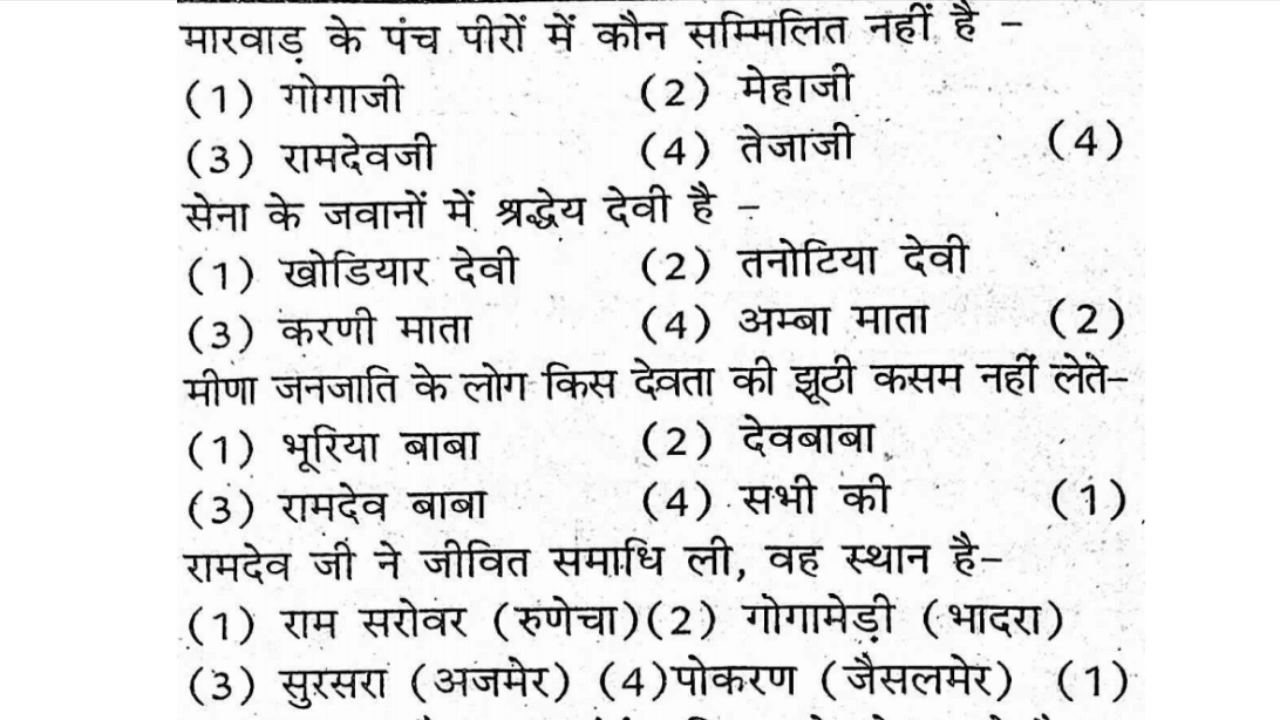 मारवाड़ के पंच पीरों में कौन सम्मिलित नहीं है –
(1) गोगाजी (2) मेहाजी
(3) रामदेवजी (4) तेजाजी (4)
सेना के जवानों में श्रद्धेय देवी है –
(1) खोडियार देवी (2) तनोटिया देवी
(3) करणी माता (4) अम्बा माता (2)
मीणा जनजाति के लोग किस देवता की झूठी कसम नहीं लेते–
(1) भूरिया बाबा (2) देवबाबा
(3) रामदेव बाबा (4) सभी की (1)
रामदेव जी ने जीवित समाधि ली, वह स्थान है–
(1) राम सरोवर (रुणेचा)(2) गोगामेड़ी (भादरा)
(3) सुरसरा (अजमेर) (4)पोकरण (जैसलमेर) (1)